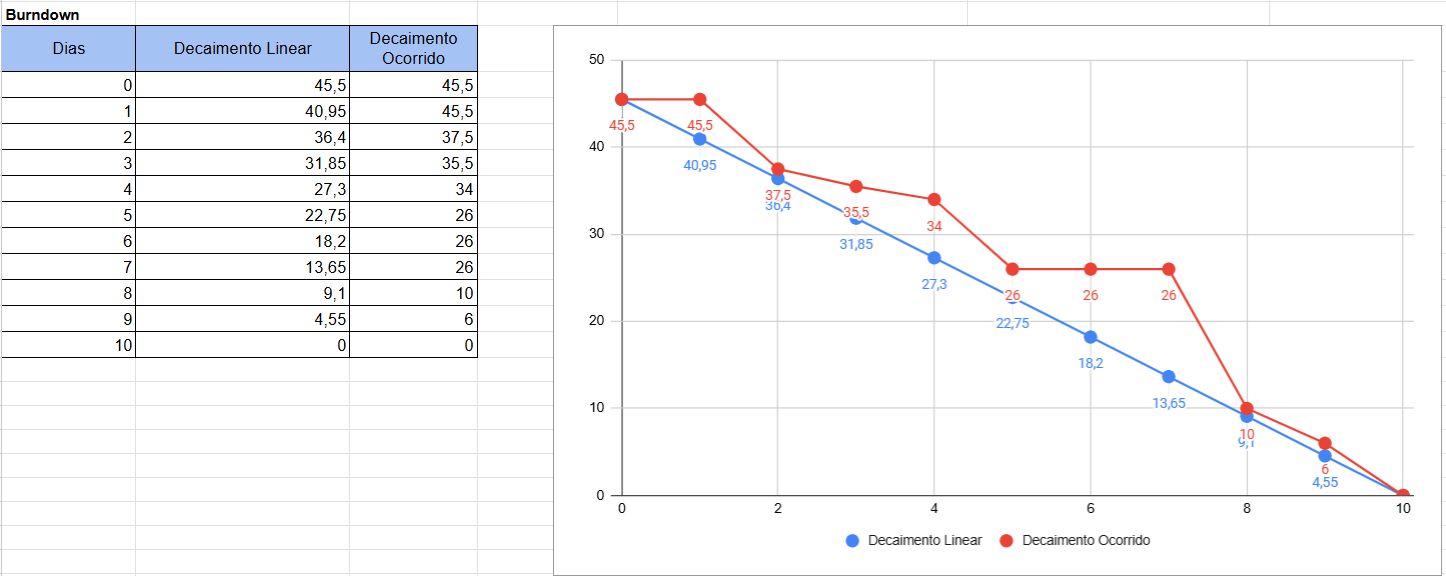 Burndown
Dias	Decaimento Linear	Decaimento Ocorrido
0	45,5	45,5
1	40,95	45,5
2	36,4	37,5
3	31,85	35,5
4	27,3	34
5	22,75	26
6	18,2	26
7	13,65	26
8	9,1	10
9	4,55	6
10	0	0
50
40
30
20
10
0
45,5
45,5
40,95
37,5
36,4
35,5
31,85
34
27,3
26
22,75
26
18,2
26
13,65
10
9,1
6
4,55
0 2 4 6 8 10
Decaimento Linear Decaimento Ocorrido